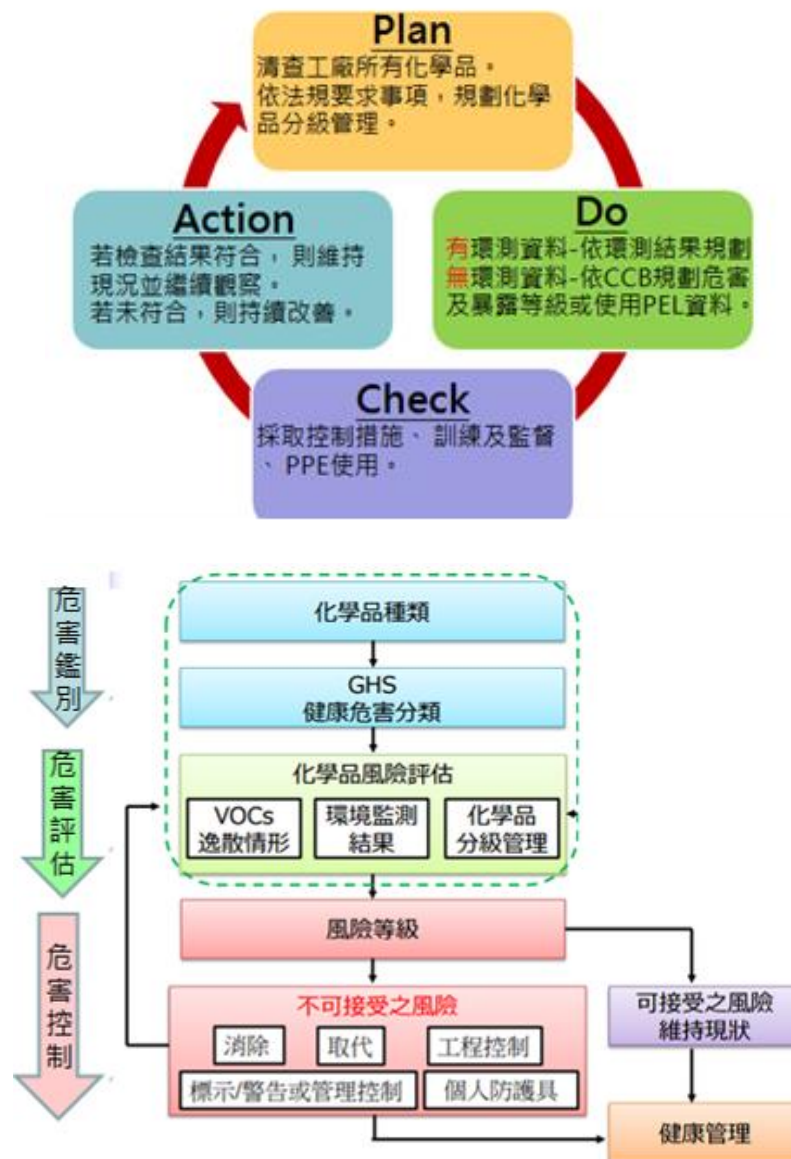 Plan
清查工廠所有化學品。
依法規要求事項，規劃化學
品分級管理。
Do
有環測資料-依環測結果規劃
無環測資料-依CCB規劃危害
及暴露等級或使用PEL資料。
Check
採取控制措施、訓練及監督
、PPE使用。
Action
若檢查結果符合，則維持
現況並繼續觀察。
若未符合，則持續改善。
危害鑑別
化學品種類
GHS
健康危害分類
危害評估
化學品風險評估
VOCs
逸散情形
環境監測
結果
化學品
分級管理
危害控制
風險等級
不可接受之風險
消除
取代
工程控制
標示/警告或管理控制
個人防護具
可接受之風險
維持現狀
健康管理